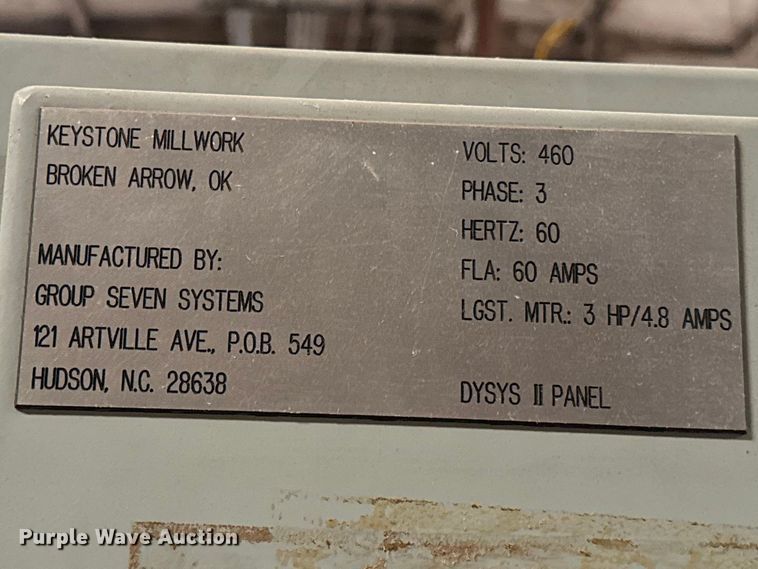 KEYSTONE MILLWORK
BROKEN ARROW, OK
MANUFACTURED BY:
GROUP SEVEN SYSTEMS
121 ARTVILLE AVE., P.O.B. 549
HUDSON, N.C. 28638
VOLTS: 460
PHASE: 3
HERTZ: 60
FLA: 60 AMPS
LGST. MTR.: 3 HP/4.8 AMPS
DYSYS II PANEL
Purple Wave Auction